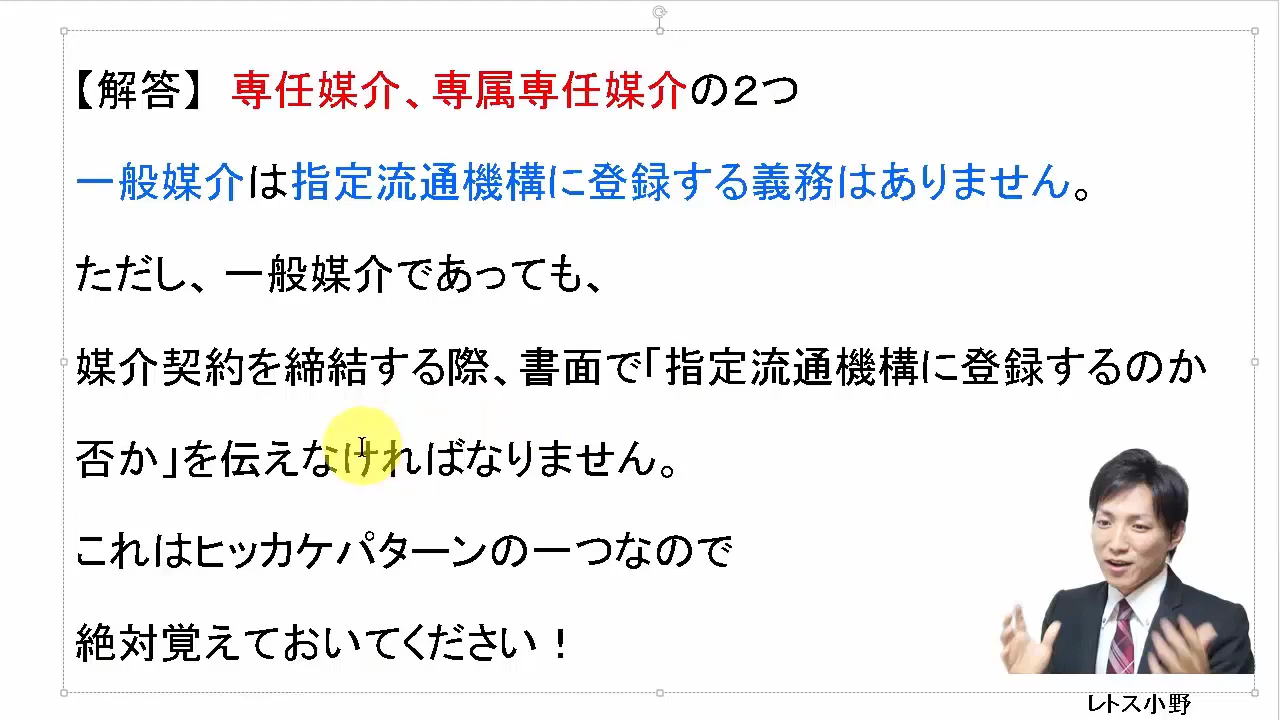 【解答】 専任媒介、専属専任媒介の２つ
一般媒介は指定流通機構に登録する義務はありません。
ただし、一般媒介であっても、
媒介契約を締結する際、書面で「指定流通機構に登録するのか
否か」を伝えなければなりません。
これはヒッカケパターンの一つなので
絶対覚えておいてください！
レトス小野